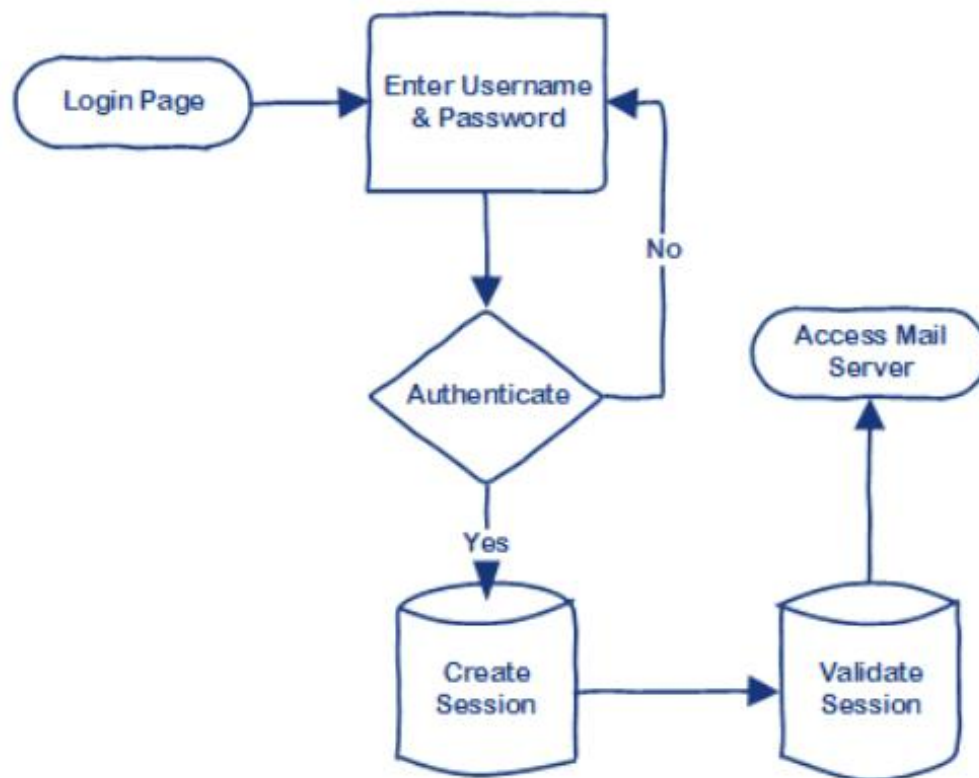 Login Page
Enter Username
& Password
No
Authenticate
Access Mail
Server
Yes
Create
Session
Validate
Session